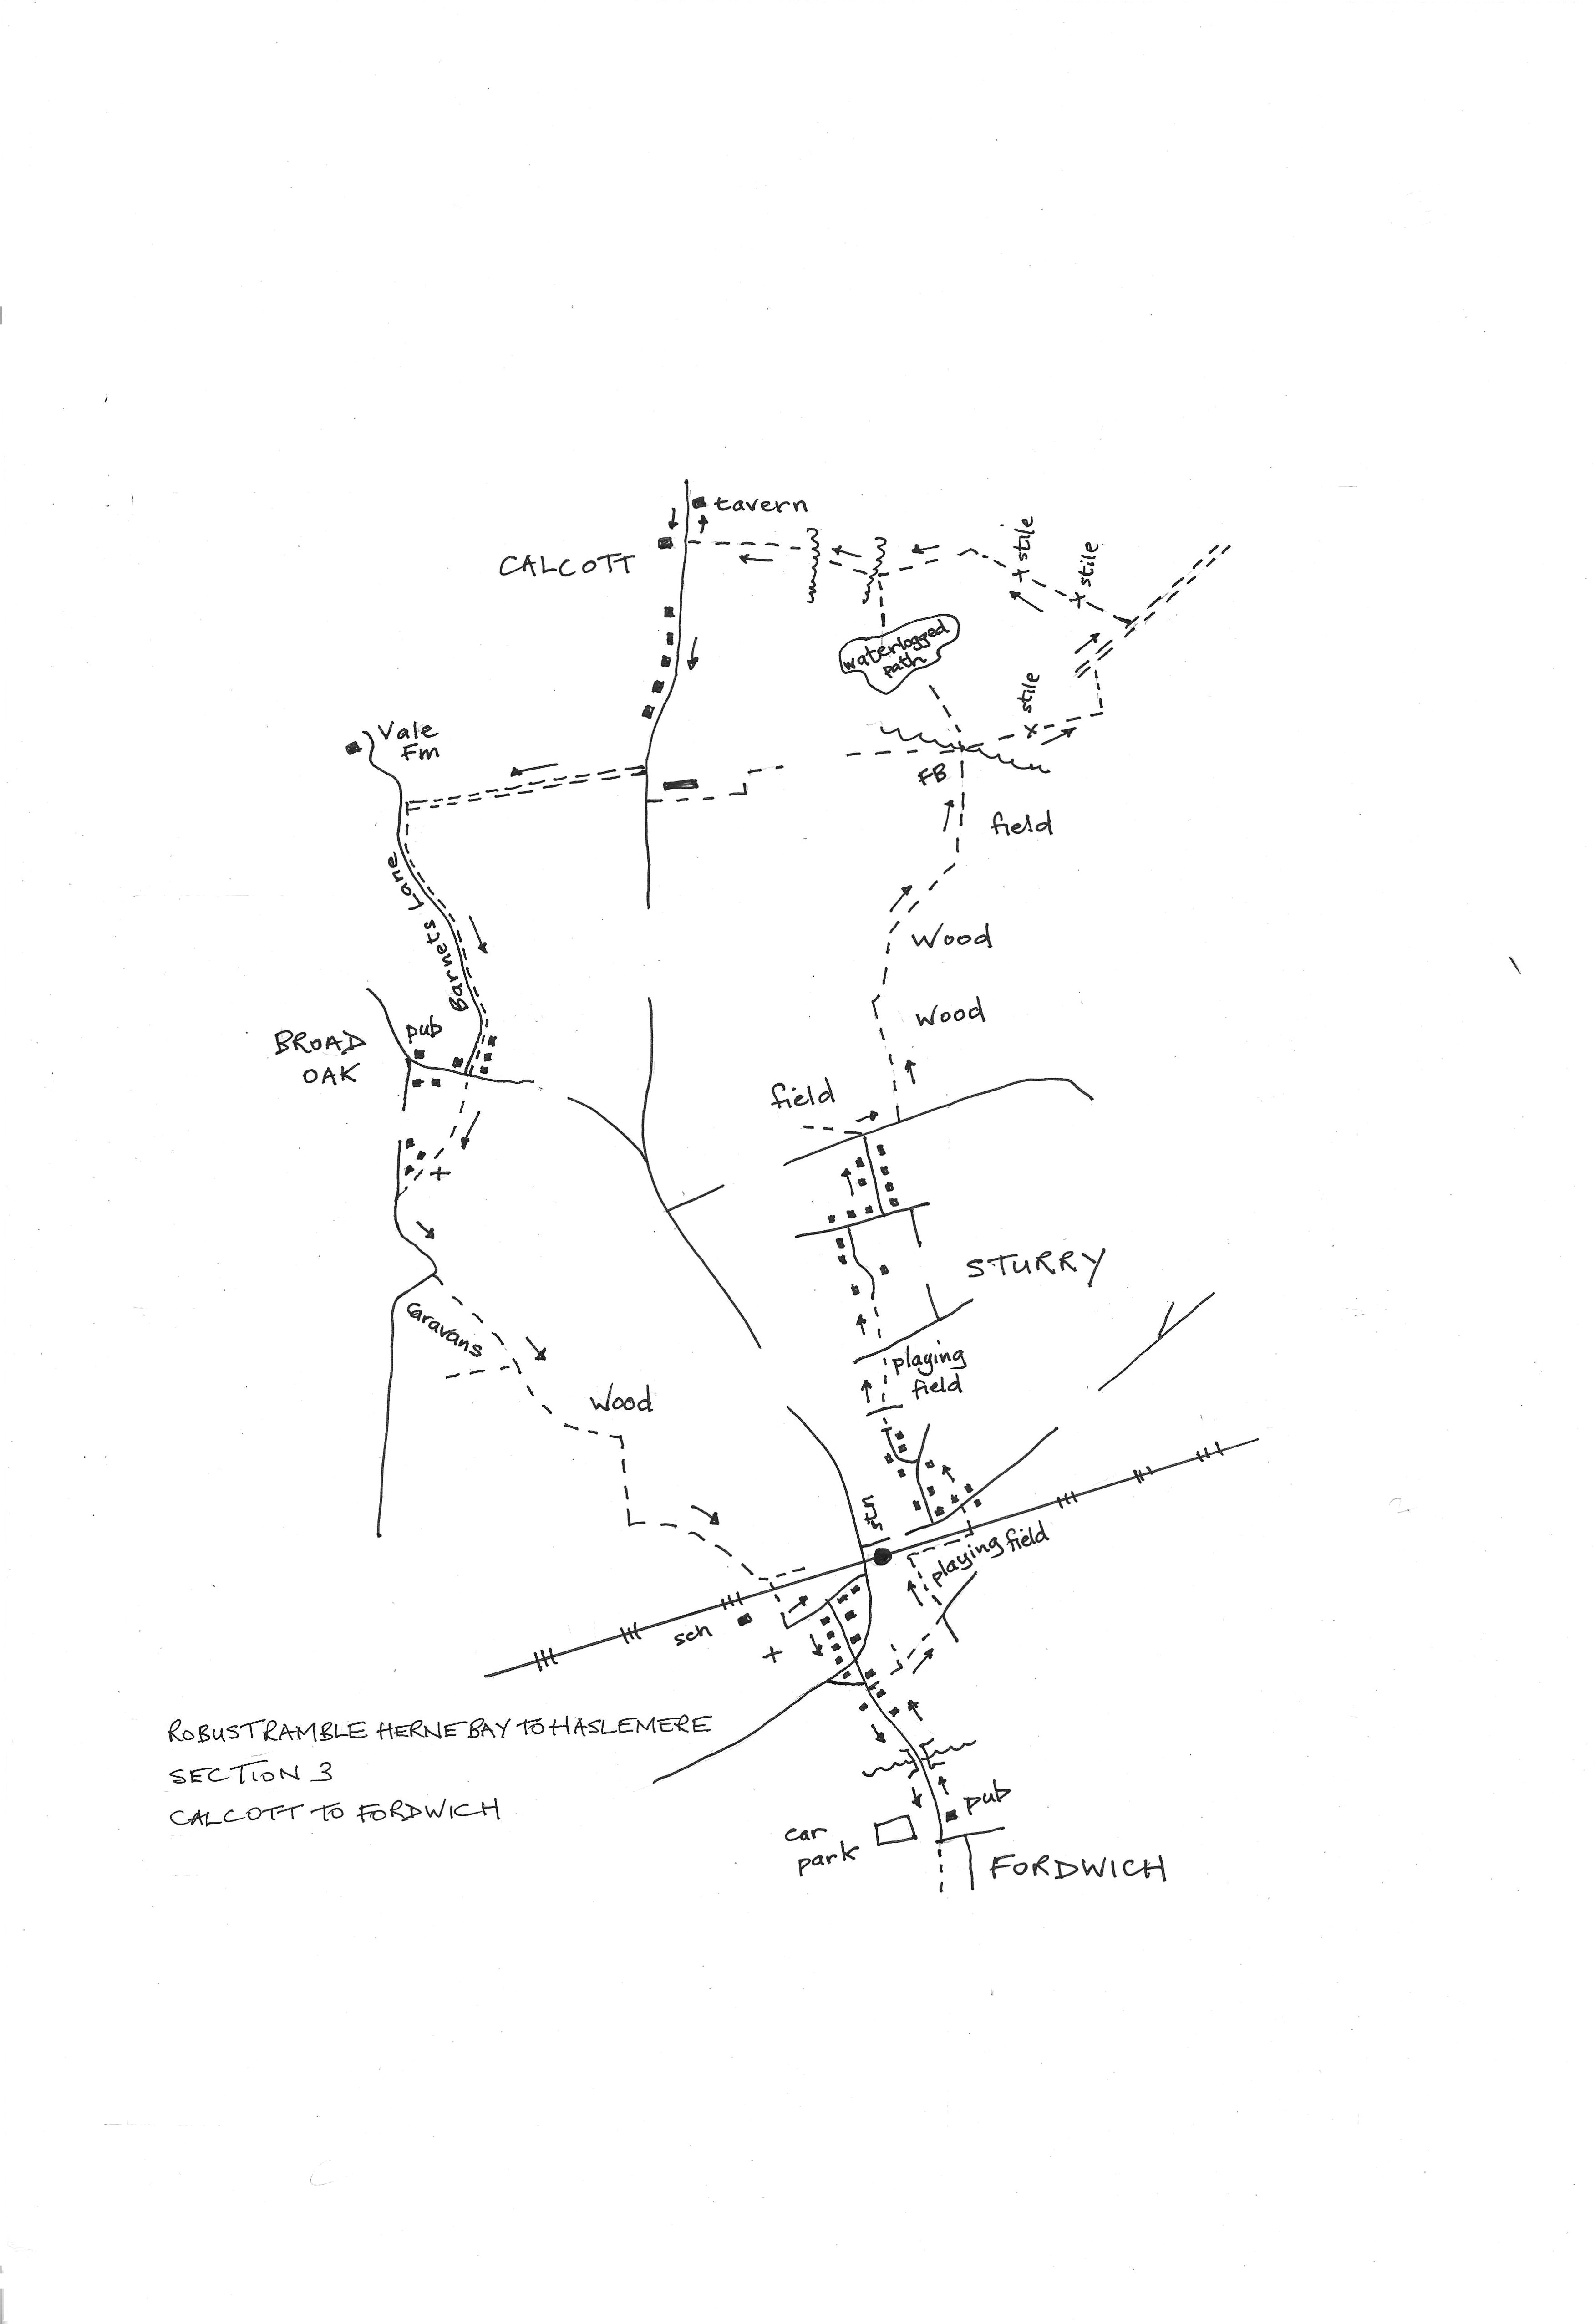 tavern
CALCOTT
stile
stile
waterlogged
path
stile
Vale
Fm
FB
field
Barnets Lane
wood
wood
BROAD
OAK
pub
field
STURRY
caravans
playing
field
wood
stn
playing field
sch
ROBUST RAMBLE HERNE BAY TO HASLEMERE
SECTION 3
CALCOTT TO FORDWICH
pub
car
park
FORDWICH